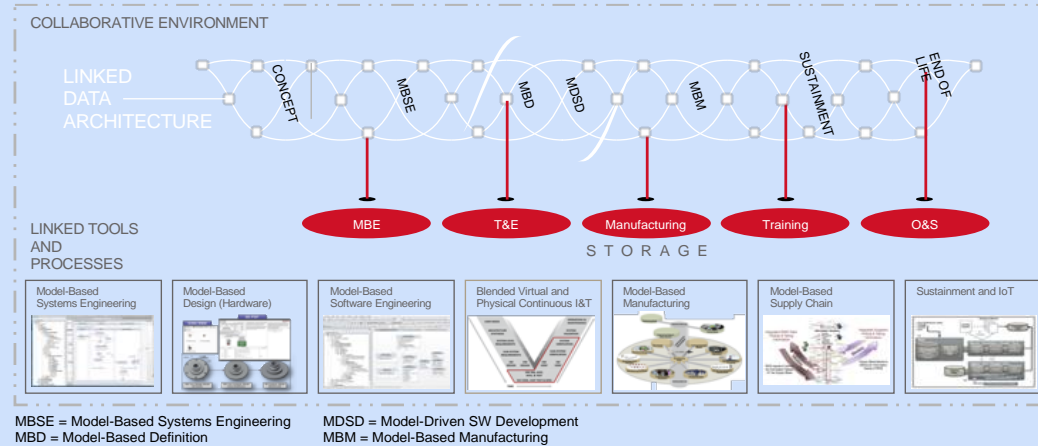 COLLABORATIVE ENVIRONMENT
LINKED
DATA
ARCHITECTURE
CONCEPT
MBSE
MBD
MDSD
MBM
SUSTAINMENT
END OF
LIFE
MBE
T&E
Manufacturing
Training
O&S
STORAGE
LINKED TOOLS
AND
PROCESSES
Model-Based
Systems Engineering
Model-Based
Design (Hardware)
Model-Based
Software Engineering
Blended Virtual and
Physical Continuous I&T
Model-Based
Manufacturing
Model-Based
Supply Chain
Sustainment and IoT
MBSE = Model-Based Systems Engineering
MBD = Model-Based Definition
MDSD = Model-Driven SW Development
MBM = Model-Based Manufacturing